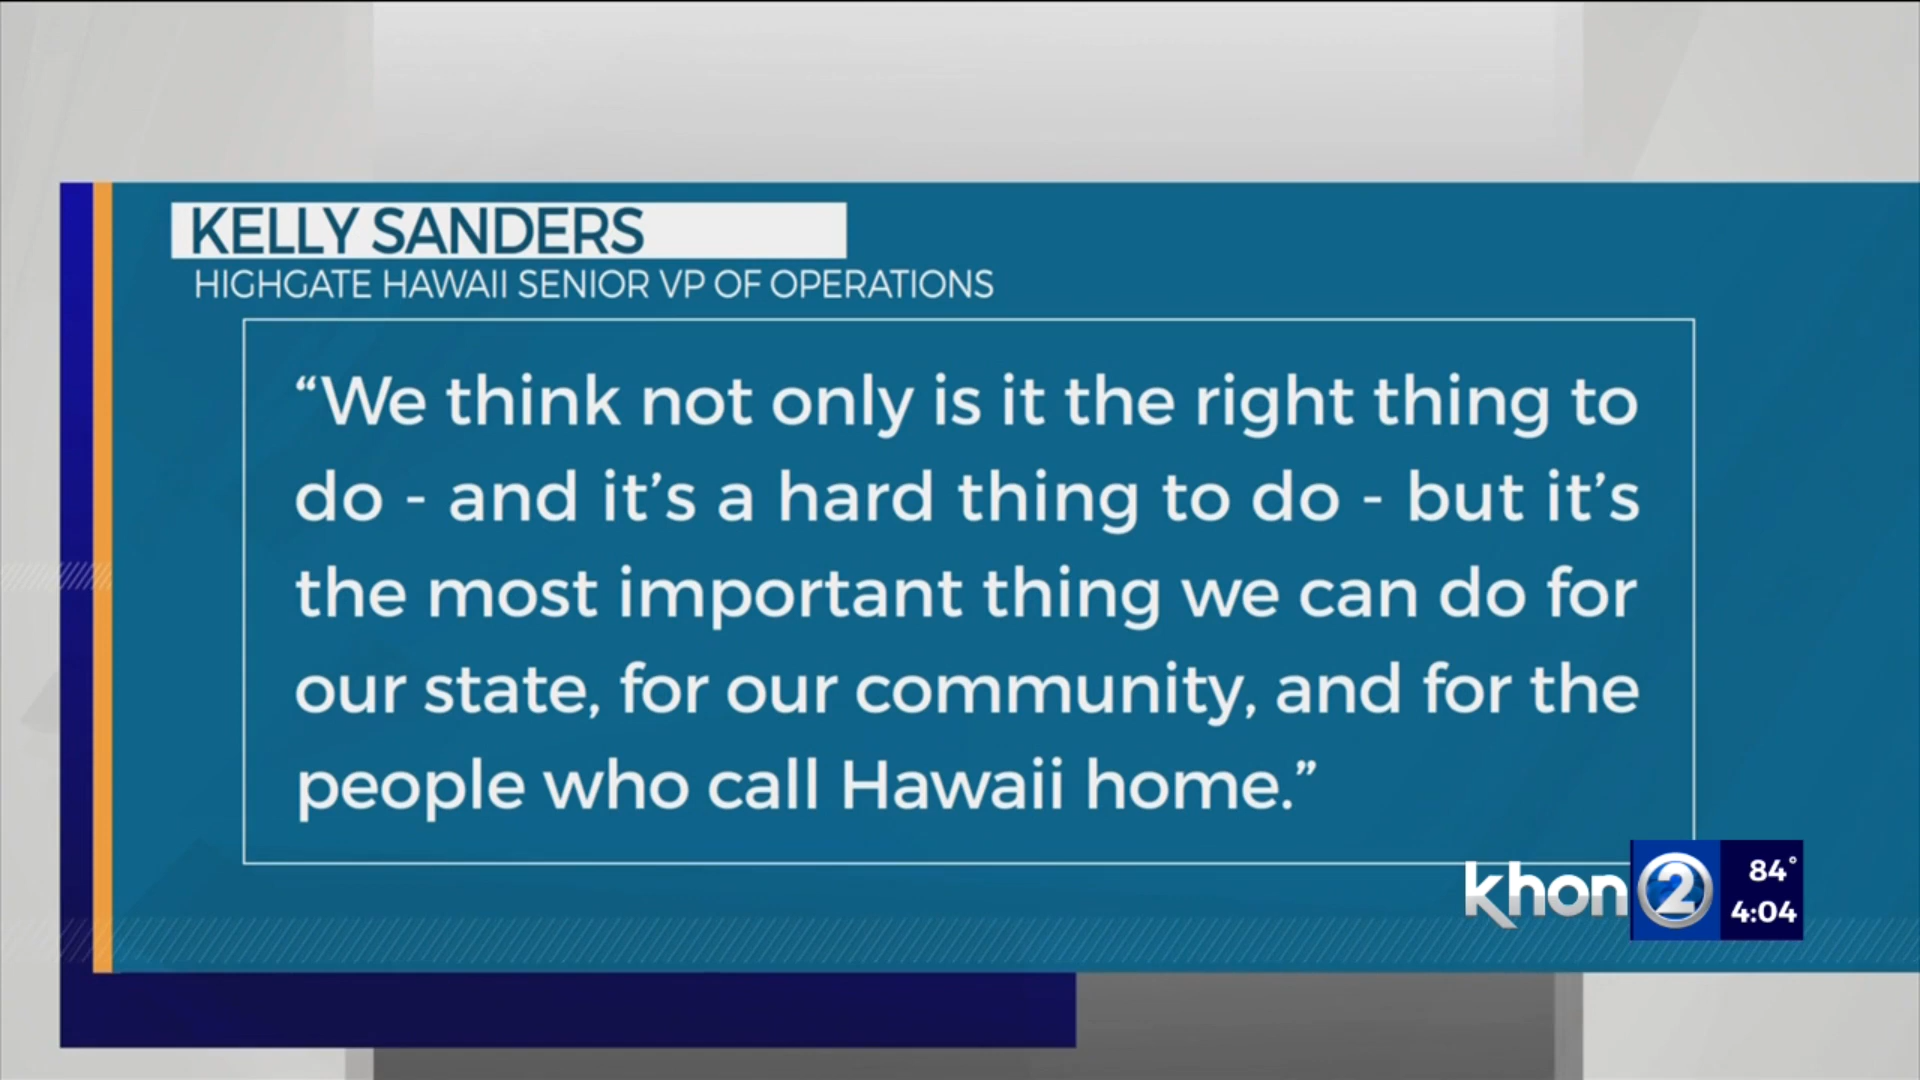 KELLY SANDERS
HIGHGATE HAWAII SENIOR VP OF OPERATIONS
“We think not only is it the right thing to
do - and it’s a hard thing to do - but it’s
the most important thing we can do for
our state, for our community, and for the
people who call Hawaii home.”
khon 2
84°
4:04